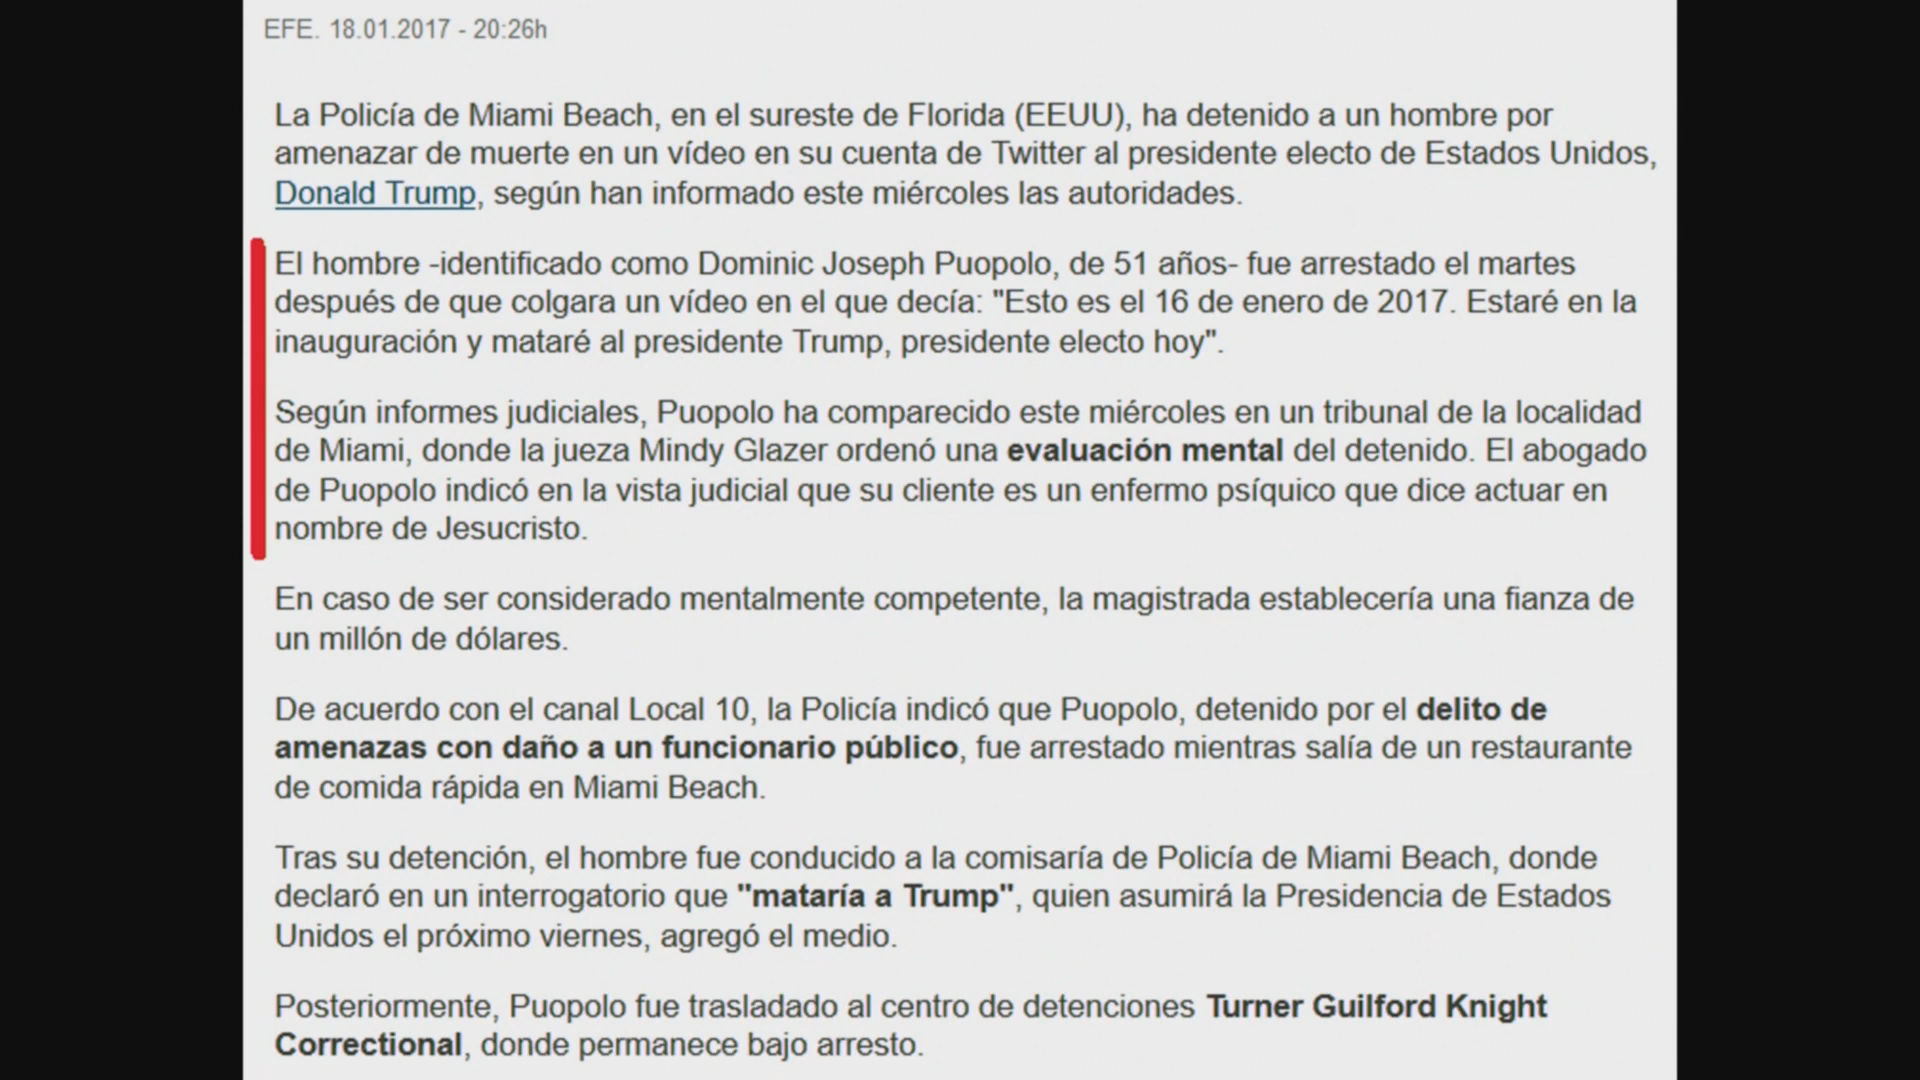 EFE. 18.01.2017 - 20:26h
La Policía de Miami Beach, en el sureste de Florida (EEUU), ha detenido a un hombre por
amenazar de muerte en un vídeo en su cuenta de Twitter al presidente electo de Estados Unidos,
Donald Trump, según han informado este miércoles las autoridades.
El hombre -identificado como Dominic Joseph Puopolo, de 51 años- fue arrestado el martes
después de que colgara un vídeo en el que decía: "Esto es el 16 de enero de 2017. Estaré en la
inauguración y mataré al presidente Trump, presidente electo hoy".
Según informes judiciales, Puopolo ha comparecido este miércoles en un tribunal de la localidad
de Miami, donde la jueza Mindy Glazer ordenó una evaluación mental del detenido. El abogado
de Puopolo indicó en la vista judicial que su cliente es un enfermo psíquico que dice actuar en
nombre de Jesucristo.
En caso de ser considerado mentalmente competente, la magistrada establecería una fianza de
un millón de dólares.
De acuerdo con el canal Local 10, la Policía indicó que Puopolo, detenido por el delito de
amenazas con daño a un funcionario público, fue arrestado mientras salía de un restaurante
de comida rápida en Miami Beach.
Tras su detención, el hombre fue conducido a la comisaría de Policía de Miami Beach, donde
declaró en un interrogatorio que "mataría a Trump", quien asumirá la Presidencia de Estados
Unidos el próximo viernes, agregó el medio.
Posteriormente, Puopolo fue trasladado al centro de detenciones Turner Guilford Knight
Correctional, donde permanece bajo arresto.